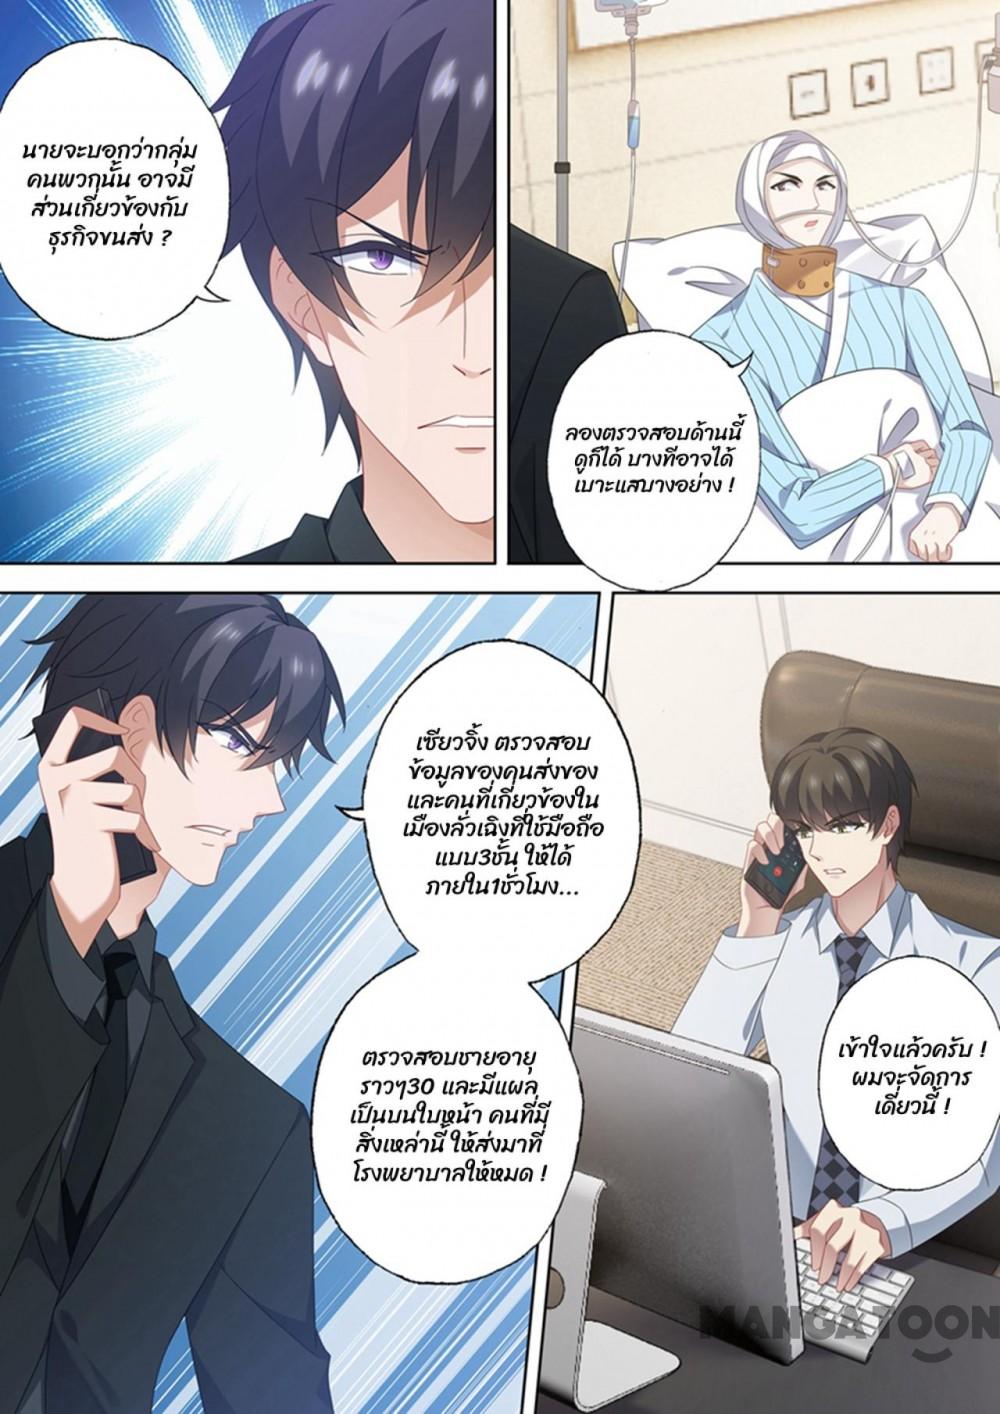 นายจะบอกว่ากลุ่ม
คนพวกนั้น อาจมี
ส่วนเกี่ยวข้องกับ
ธุรกิจขนส่ง ?
ลองตรวจสอบด้านนี้
ดูก็ได้ บางทีอาจได้
เบาะแสบางอย่าง !
เซียวจิ้ง ตรวจสอบ
ข้อมูลของคนส่งของ
และคนที่เกี่ยวข้องใน
เมืองลั่วเฉิงที่ใช้มือถือ
แบบ3ชั้น ให้ได้
ภายใน1ชั่วโมง...
ตรวจสอบชายอายุ
ราวๆ30 และมีแผล
เป็นบนใบหน้า คนที่มี
สิ่งเหล่านี้ ให้ส่งมาที่
โรงพยาบาลให้หมด !
เข้าใจแล้วครับ !
ผมจะจัดการ
เดี๋ยวนี้ !
MANGATOON